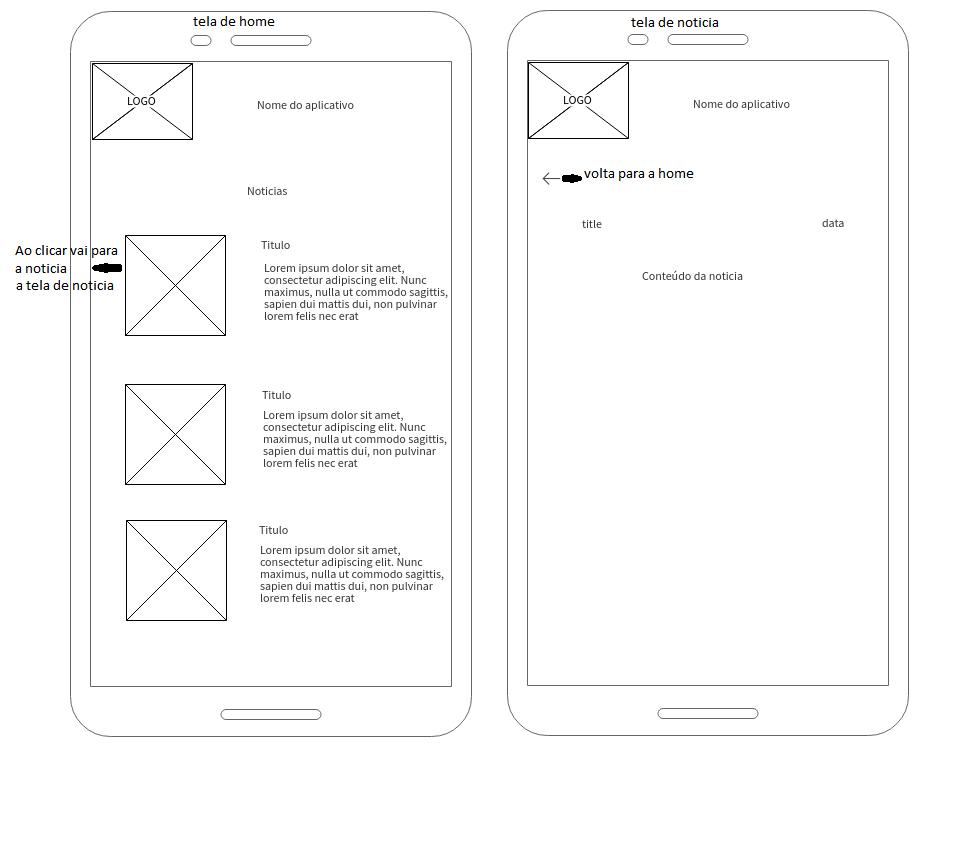 tela de home
LOGO
Nome do aplicativo
Noticias
Ao clicar vai para
a noticia
a tela de noticia
Titulo
Lorem ipsum dolor sit amet,
consectetur adipiscing elit. Nunc
maximus, nulla ut commodo sagittis,
sapien dui mattis dui, non pulvinar
lorem felis nec erat
Titulo
Lorem ipsum dolor sit amet,
consectetur adipiscing elit. Nunc
maximus, nulla ut commodo sagittis,
sapien dui mattis dui, non pulvinar
lorem felis nec erat
Titulo
Lorem ipsum dolor sit amet,
consectetur adipiscing elit. Nunc
maximus, nulla ut commodo sagittis,
sapien dui mattis dui, non pulvinar
lorem felis nec erat
tela de noticia
LOGO
Nome do aplicativo
volta para a home
title
data
Conteúdo da noticia